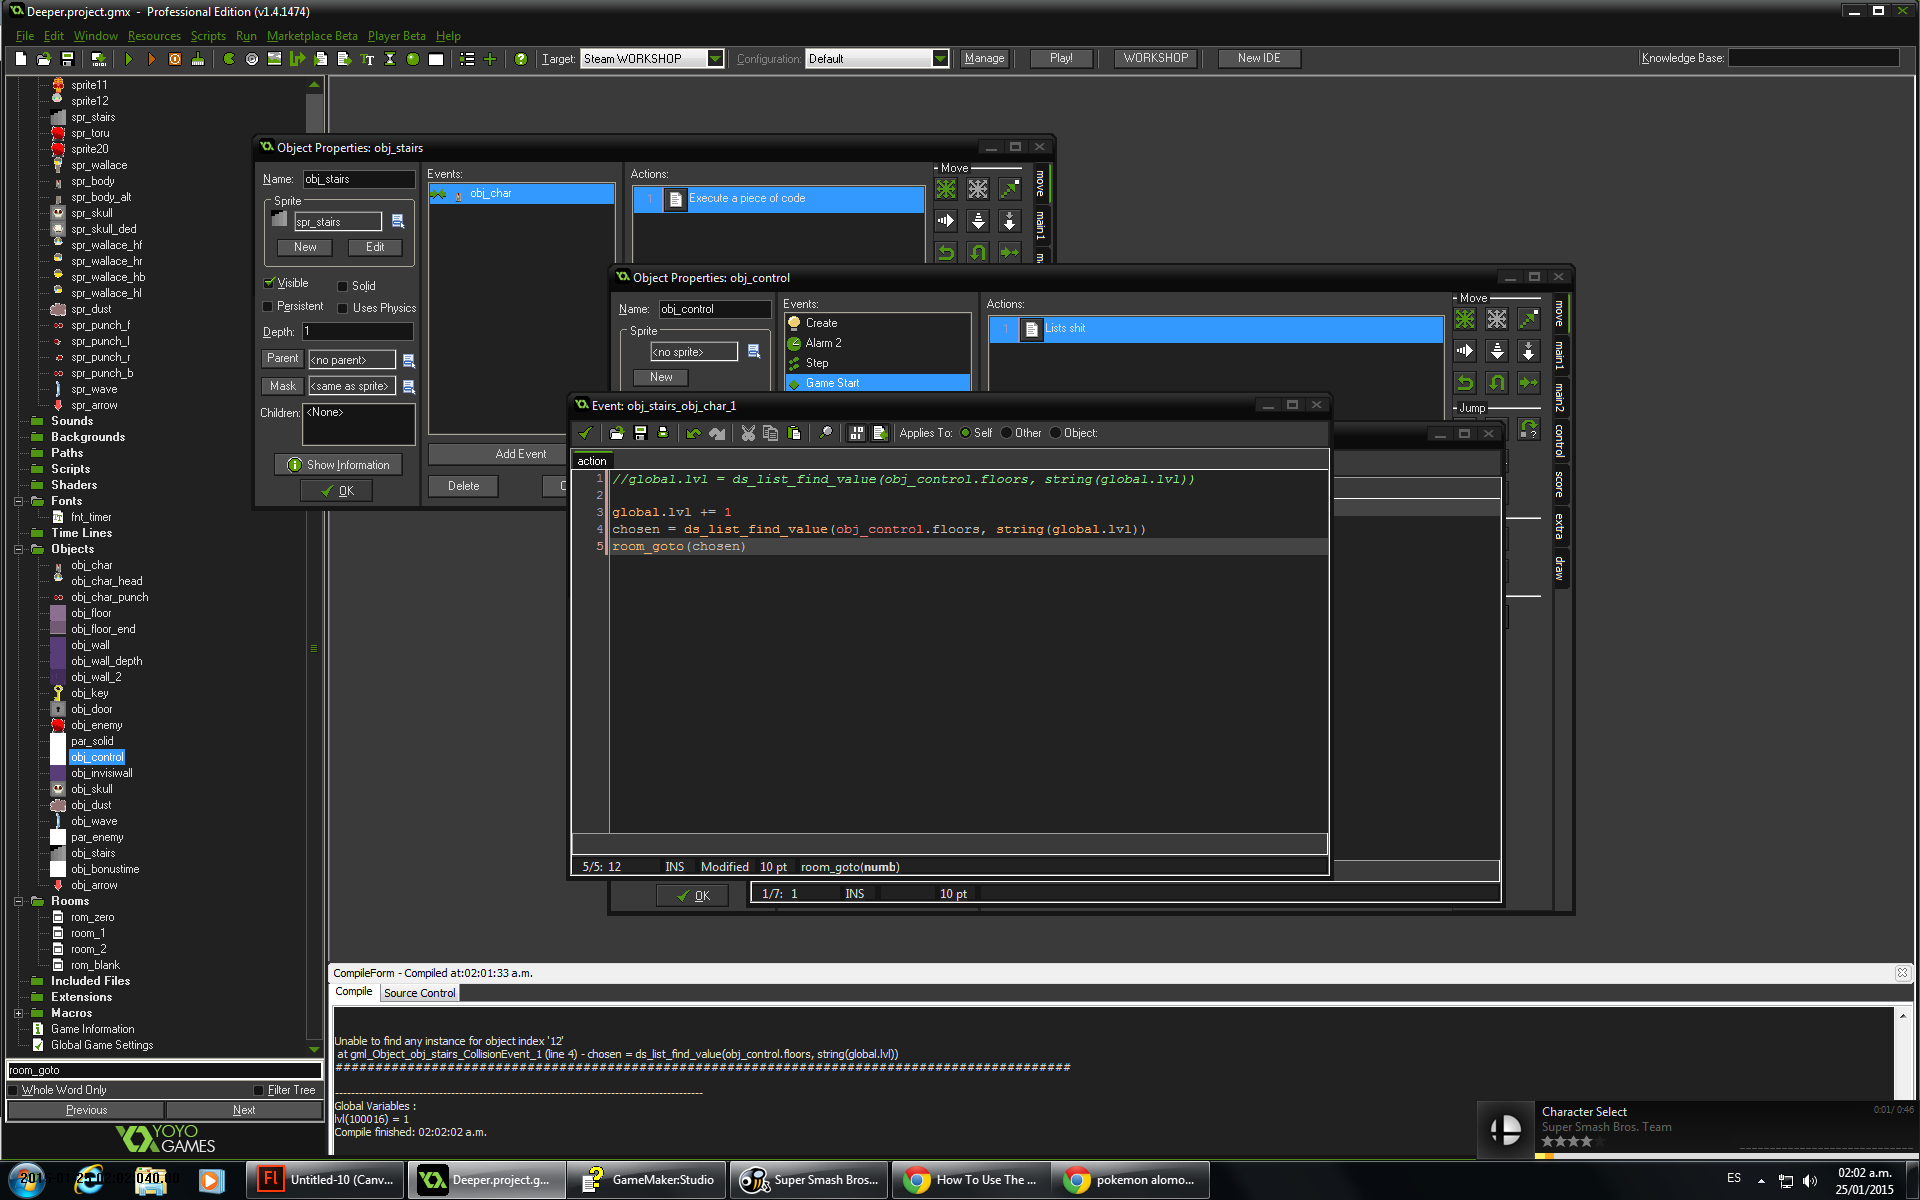 Deeper.project.gmx - Professional Edition (v1.4.1474)
File Edit Window Resources Scripts Run Marketplace Beta Player Beta Help
Target: Steam WORKSHOP Configuration: Default Manage Play! WORKSHOP New IDE Knowledge Base:
sprite11
sprite12
spr_stairs
spr_toru
sprite20
spr_wallace
spr_body
spr_body_alt
spr_skull
spr_skull_ded
spr_wallace_hf
spr_wallace_hr
spr_wallace_hb
spr_wallace_hl
spr_dust
spr_punch_f
spr_punch_l
spr_punch_r
spr_punch_b
spr_wave
spr_arrow
Sounds
Backgrounds
Paths
Scripts
Shaders
Fonts
fnt_timer
Time Lines
Objects
obj_char
obj_char_head
obj_char_punch
obj_floor
obj_floor_end
obj_wall
obj_wall_depth
obj_wall_2
obj_key
obj_door
obj_enemy
par_solid
obj_control
obj_invisiwall
obj_skull
obj_dust
obj_wave
par_enemy
obj_stairs
obj_bonustime
obj_arrow
Rooms
rom_zero
room_1
room_2
rom_blank
Included Files
Extensions
Macros
Game Information
Global Game Settings
room_goto
Whole Word Only Filter Tree
Previous Next
YOYO
GAMES
Object Properties: obj_stairs
Name: obj_stairs
Sprite
spr_stairs
New Edit
Visible Solid
Persistent Uses Physics
Depth: 1
Parent <no parent>
Mask <same as sprite>
Children: <None>
Show Information
OK
Events:
obj_char
Add Event
Delete
Actions:
1 Execute a piece of code
Move
move
main1
Object Properties: obj_control
Name: obj_control
Sprite
<no sprite>
New
OK
Events:
Create
Alarm 2
Step
Game Start
Actions:
1 Lists shit
Move
Jump
move
main1
main2
control
score
extra
draw
Event: obj_stairs_obj_char_1
Applies To: Self Other Object:
action
1 //global.lvl = ds_list_find_value(obj_control.floors, string(global.lvl))
2
3 global.lvl += 1
4 chosen = ds_list_find_value(obj_control.floors, string(global.lvl))
5 room_goto(chosen)
5/5: 12 INS Modified 10 pt room_goto(numb)
1/7: 1 INS 10 pt
CompileForm - Compiled at:02:01:33 a.m.
Compile Source Control
Unable to find any instance for object index '12'
at gml_Object_obj_stairs_CollisionEvent_1 (line 4) - chosen = ds_list_find_value(obj_control.floors, string(global.lvl))
Global Variables :
lvl(100016) = 1
Compile finished: 02:02:02 a.m.
Character Select 0:01/ 0:46
Super Smash Bros. Team
Untitled-10 (Canv...
Deeper.project.g...
GameMaker:Studio
Super Smash Bros...
How To Use The ...
pokemon alomo...
ES
02:02 a.m.
25/01/2015